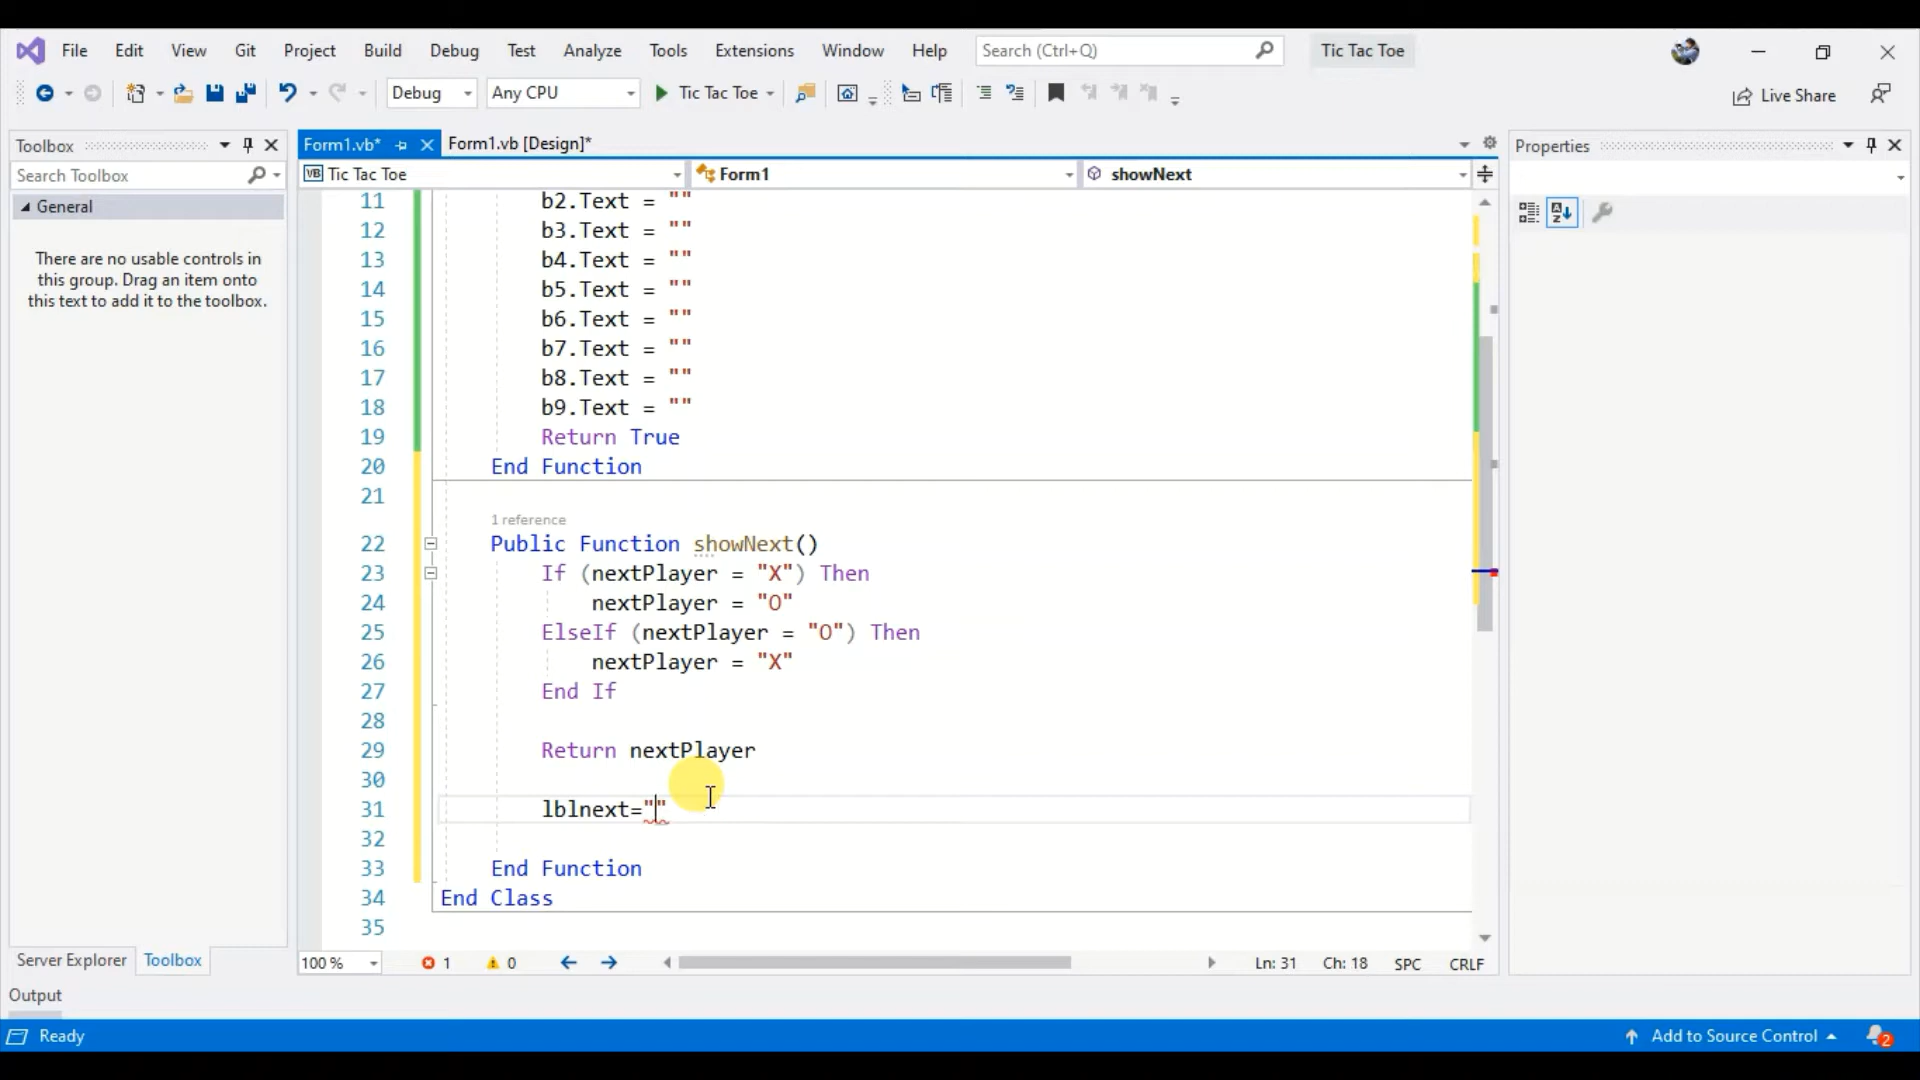 File Edit View Git Project Build Debug Test Analyze Tools Extensions Window Help Search (Ctrl+Q) Tic Tac Toe
Debug Any CPU Tic Tac Toe Live Share
Toolbox
Search Toolbox
General
There are no usable controls in
this group. Drag an item onto
this text to add it to the toolbox.
Server Explorer Toolbox
Form1.vb* Form1.vb [Design]*
VB Tic Tac Toe Form1 showNext
11 b2.Text = ""
12 b3.Text = ""
13 b4.Text = ""
14 b5.Text = ""
15 b6.Text = ""
16 b7.Text = ""
17 b8.Text = ""
18 b9.Text = ""
19 Return True
20 End Function
21
1 reference
22 Public Function showNext()
23 If (nextPlayer = "X") Then
24 nextPlayer = "O"
25 ElseIf (nextPlayer = "O") Then
26 nextPlayer = "X"
27 End If
28
29 Return nextPlayer
30
31 lblnext=""
32
33 End Function
34 End Class
35
100 % 1 0 Ln: 31 Ch: 18 SPC CRLF
Properties
Output
Ready Add to Source Control 2